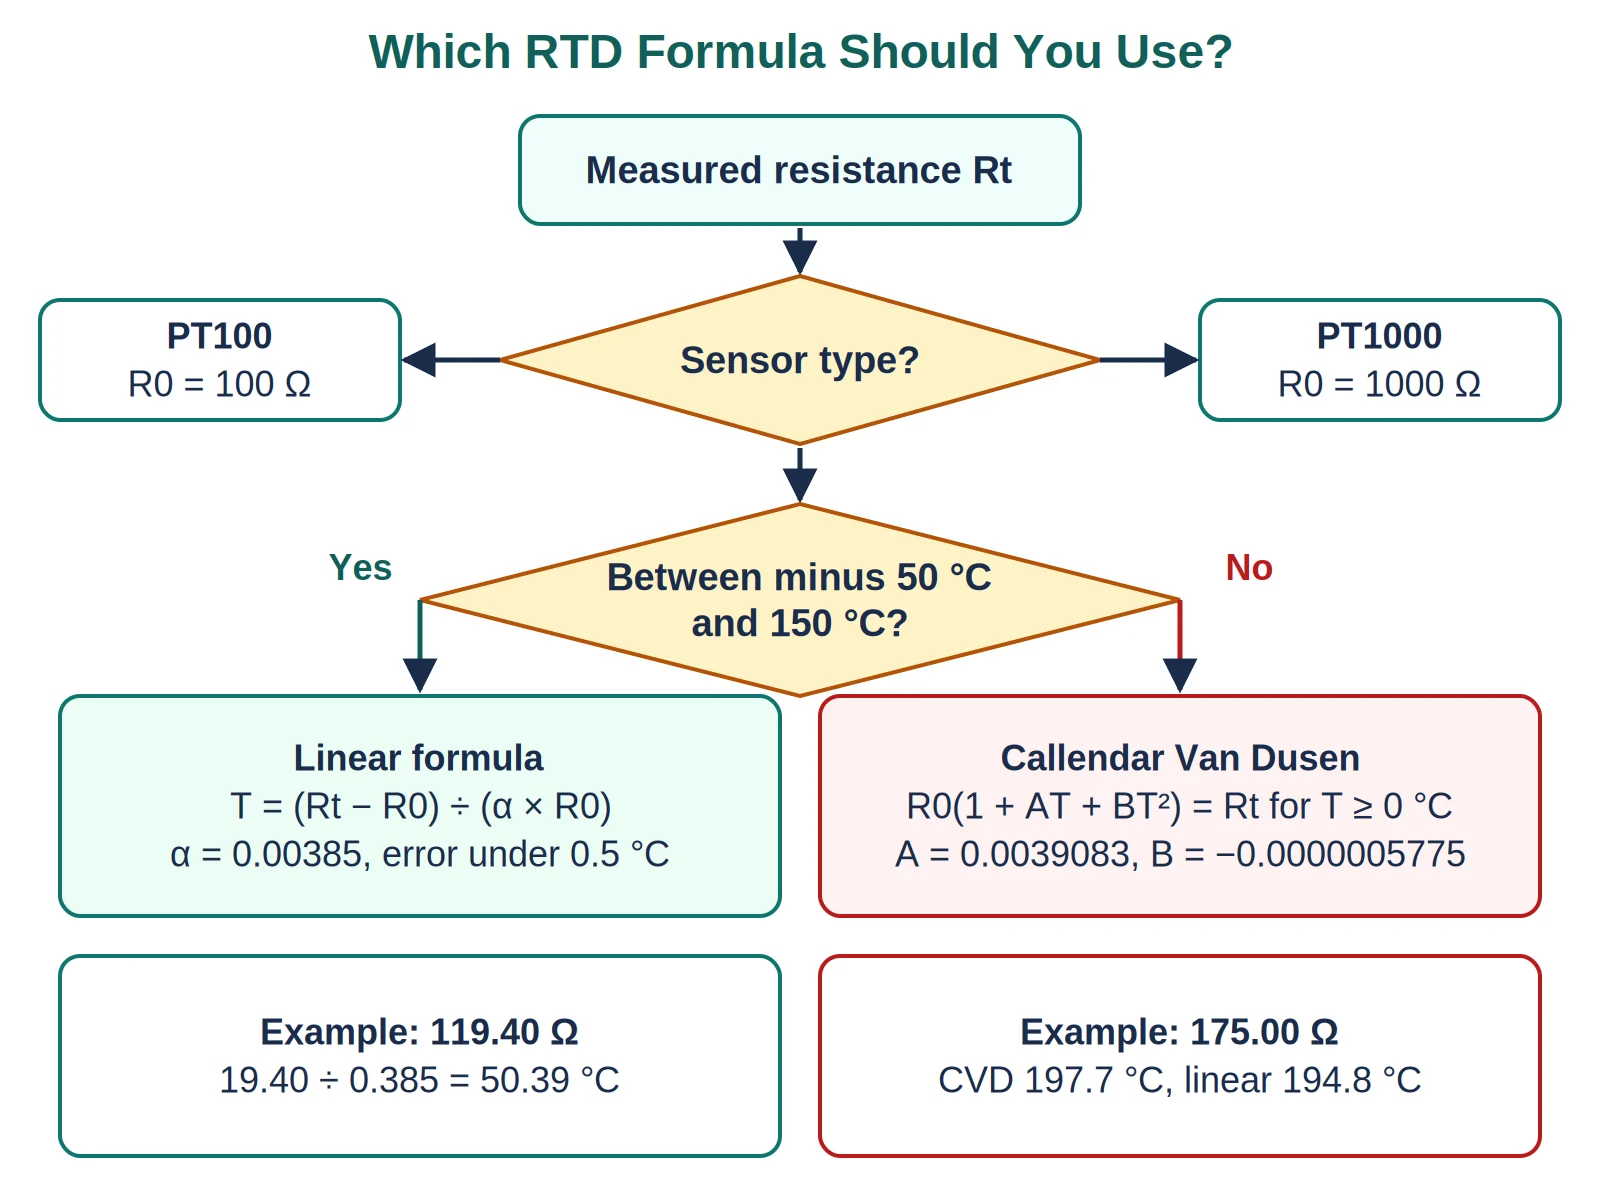 Which RTD Formula Should You Use?
Measured resistance Rt
PT100
R0 = 100 Ω
Sensor type?
PT1000
R0 = 1000 Ω
Yes
Between minus 50 °C
and 150 °C?
No
Linear formula
T = (Rt − R0) ÷ (α × R0)
α = 0.00385, error under 0.5 °C
Callendar Van Dusen
R0(1 + AT + BT²) = Rt for T ≥ 0 °C
A = 0.0039083, B = −0.0000005775
Example: 119.40 Ω
19.40 ÷ 0.385 = 50.39 °C
Example: 175.00 Ω
CVD 197.7 °C, linear 194.8 °C